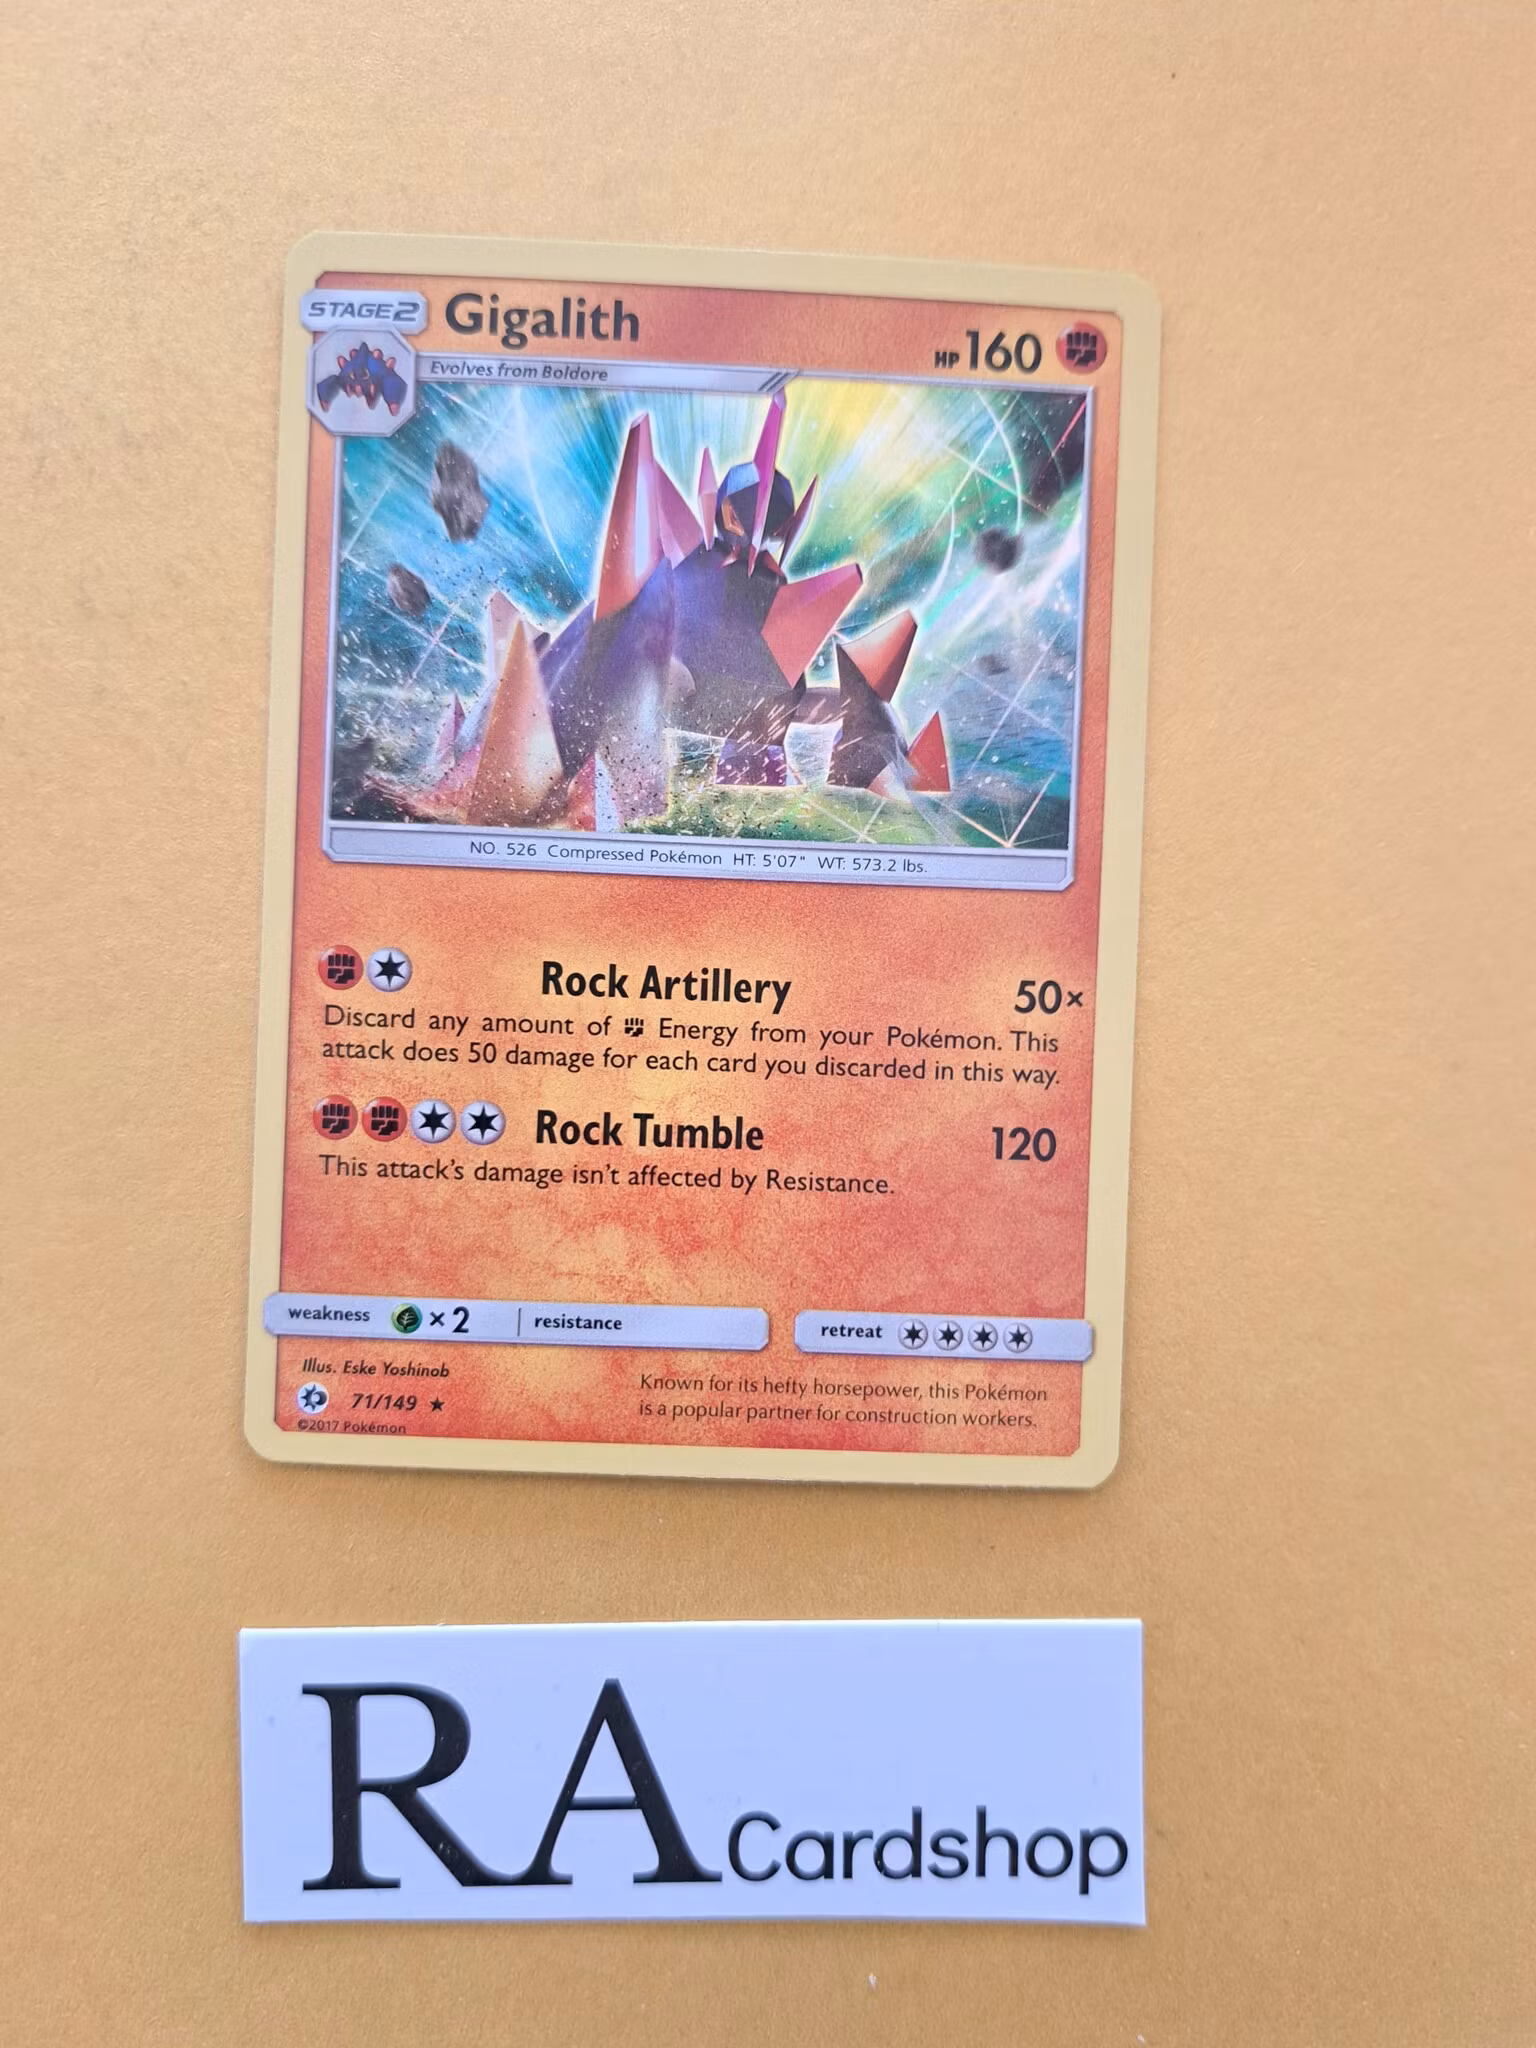 STAGE2
Gigalith
HP 160
Evolves from Boldore
NO. 526 Compressed Pokémon HT: 5'07" WT: 573.2 lbs.
Rock Artillery 50×
Discard any amount of Energy from your Pokémon. This
attack does 50 damage for each card you discarded in this way.
Rock Tumble 120
This attack's damage isn't affected by Resistance.
weakness ×2 resistance retreat
Illus. Eske Yoshinob
71/149 ★
©2017 Pokémon
Known for its hefty horsepower, this Pokémon
is a popular partner for construction workers.
RA Cardshop